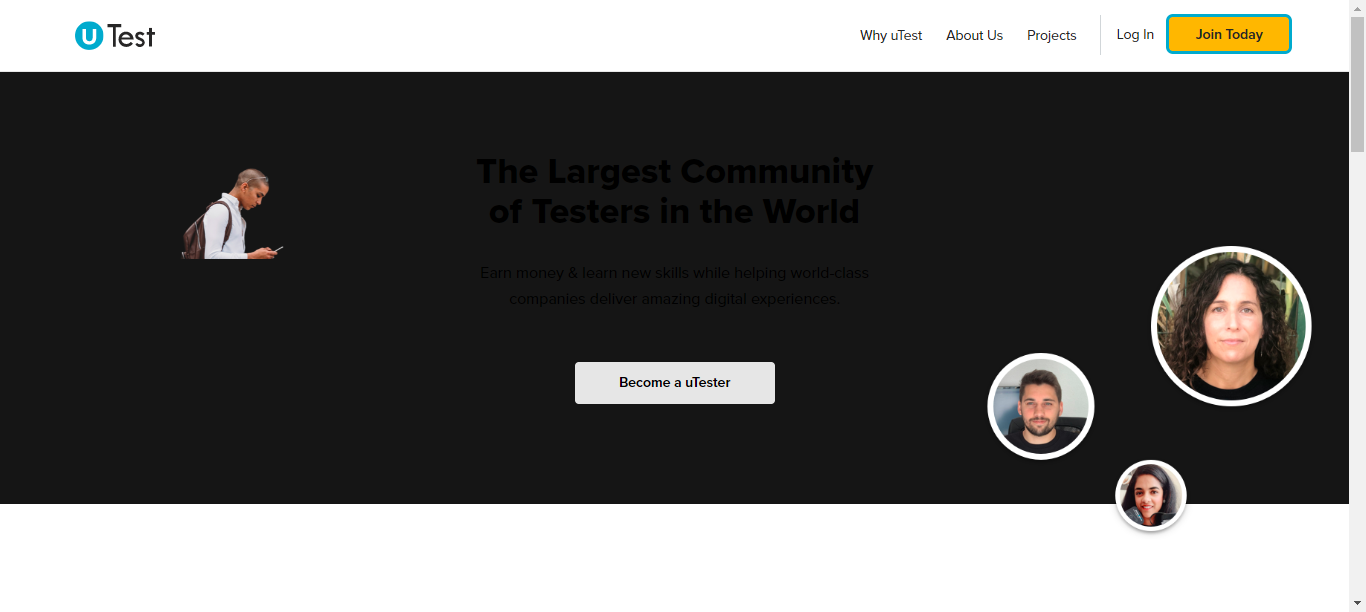 uTest
Why uTest
About Us
Projects
Log In
Join Today
The Largest Community
of Testers in the World
Earn money & learn new skills while helping world-class
companies deliver amazing digital experiences.
Become a uTester